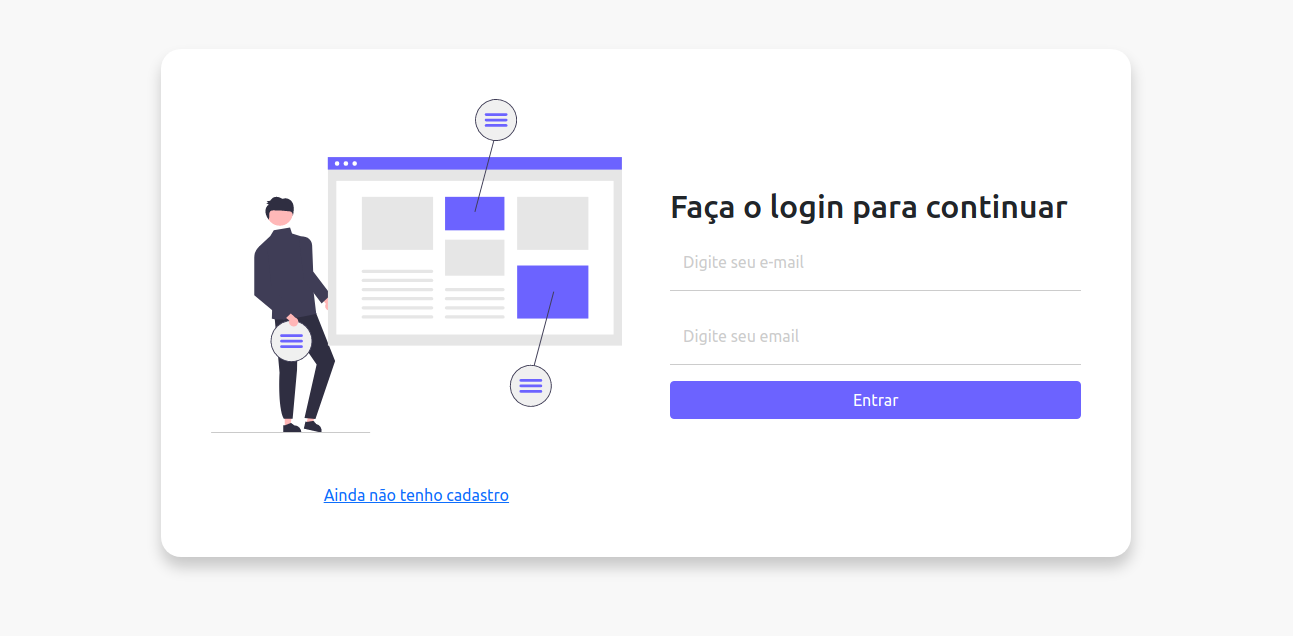 Faça o login para continuar
Digite seu e-mail
Digite seu email
Entrar
Ainda não tenho cadastro